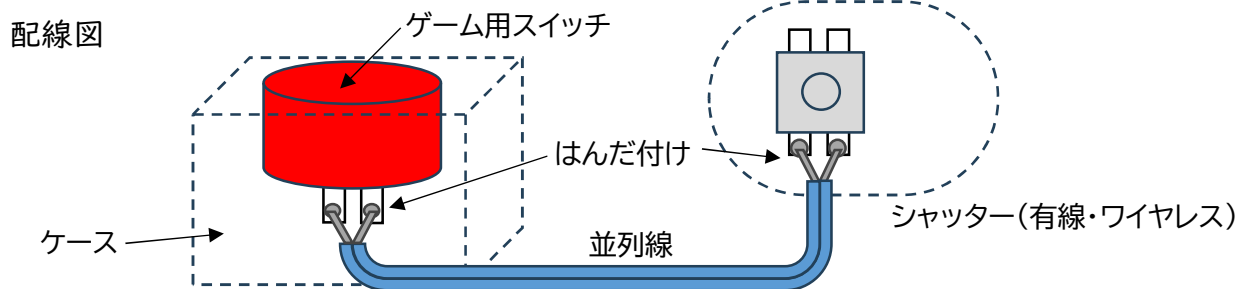 配線図
ゲーム用スイッチ
はんだ付け
シャッター(有線・ワイヤレス)
ケース
並列線